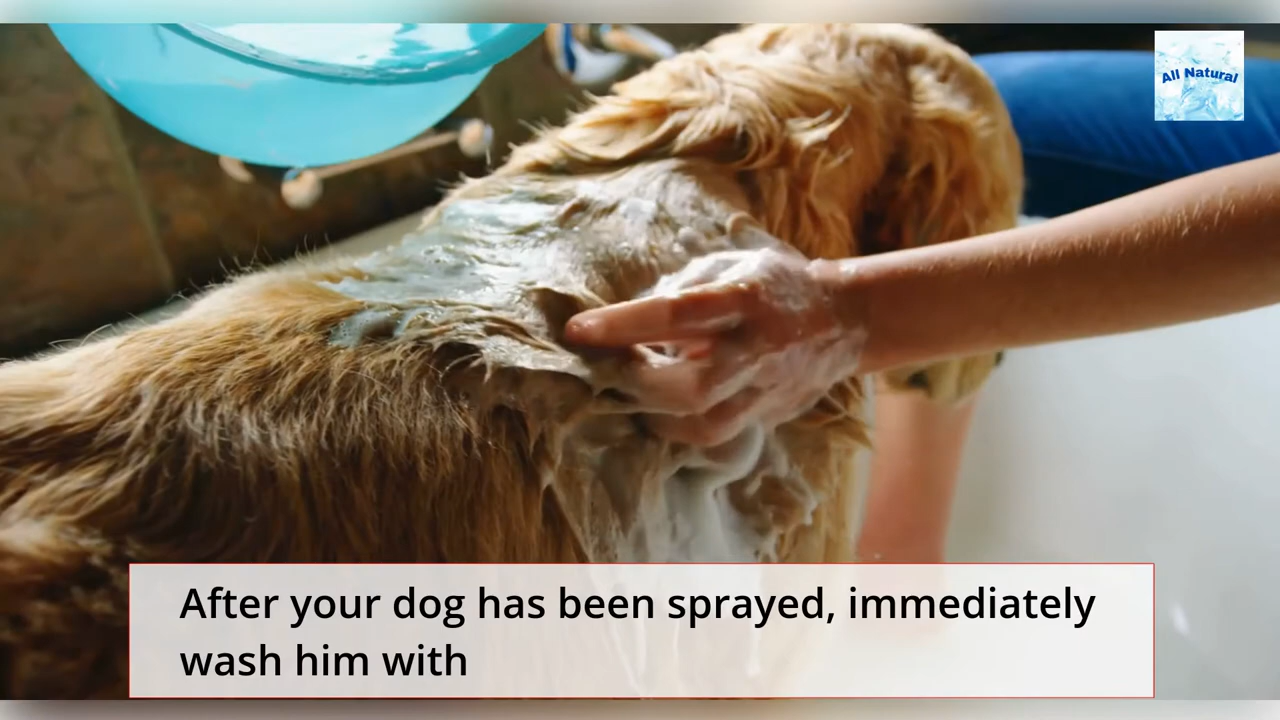 All Natural
After your dog has been sprayed, immediately
wash him with